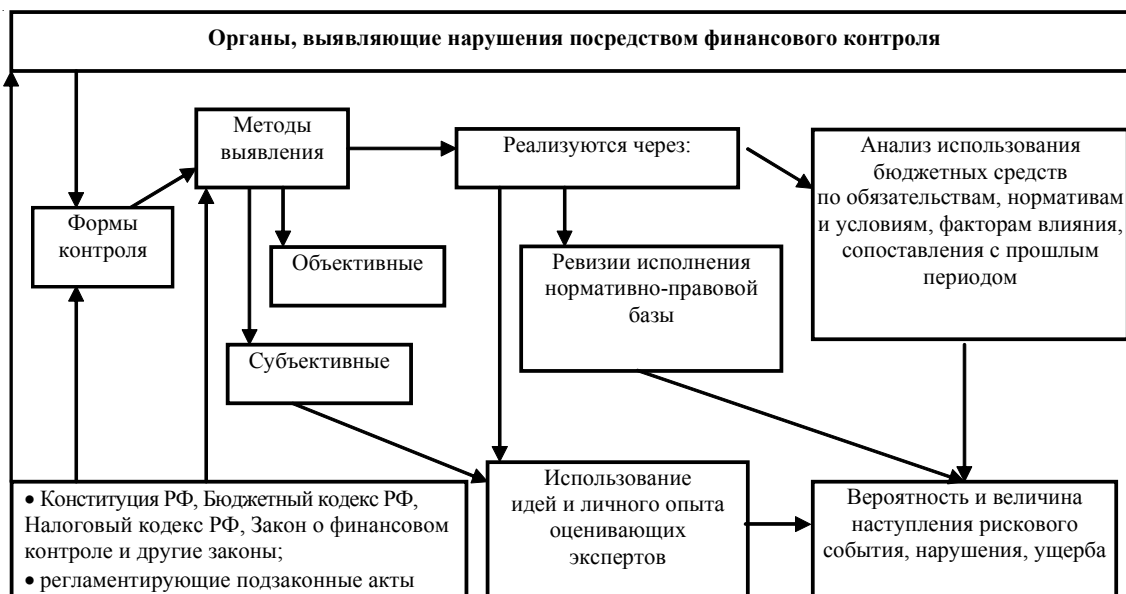 Органы, выявляющие нарушения посредством финансового контроля
Методы
выявления
Реализуются через:
Анализ использования
бюджетных средств
по обязательствам, нормативам
и условиям, факторам влияния,
сопоставления с прошлым
периодом
Формы
контроля
Объективные
Ревизии исполнения
нормативно-правовой
базы
Субъективные
• Конституция РФ, Бюджетный кодекс РФ,
Налоговый кодекс РФ, Закон о финансовом
контроле и другие законы;
• регламентирующие подзаконные акты
Использование
идей и личного опыта
оценивающих
экспертов
Вероятность и величина
наступления рискового
события, нарушения, ущерба